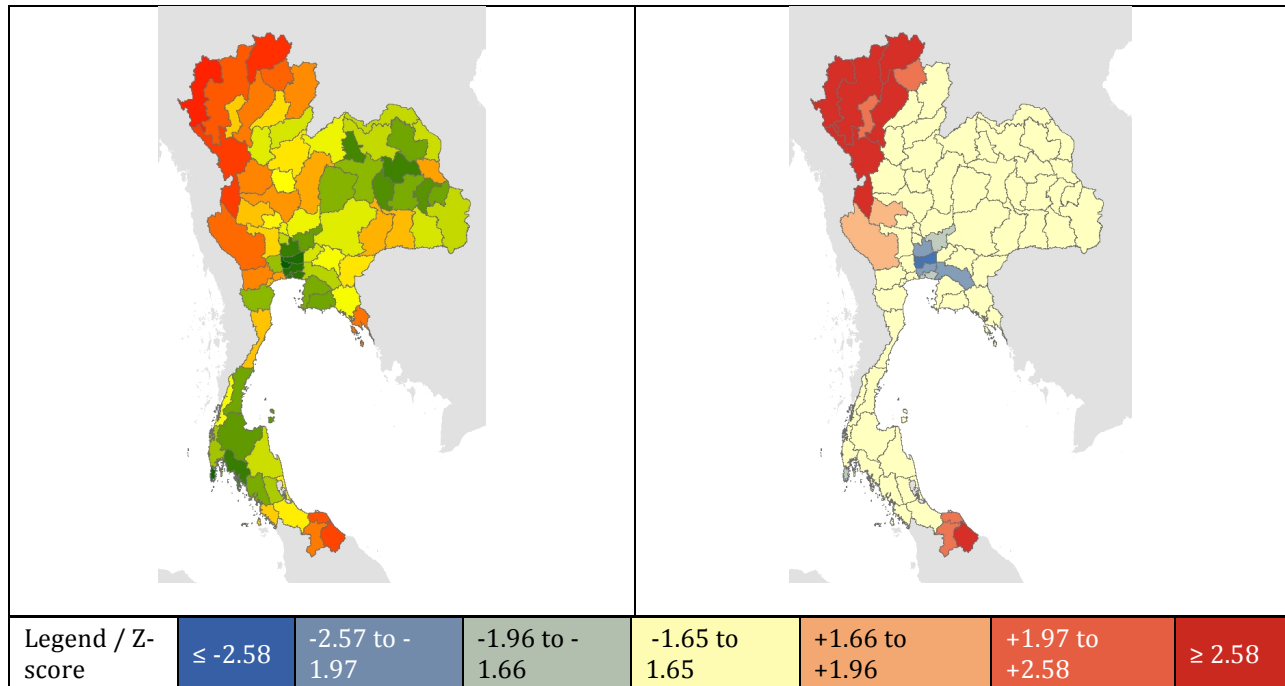 Legend / Z-
score
≤ -2.58
-2.57 to -
1.97
-1.96 to -
1.66
-1.65 to
1.65
+1.66 to
+1.96
+1.97 to
+2.58
≥ 2.58